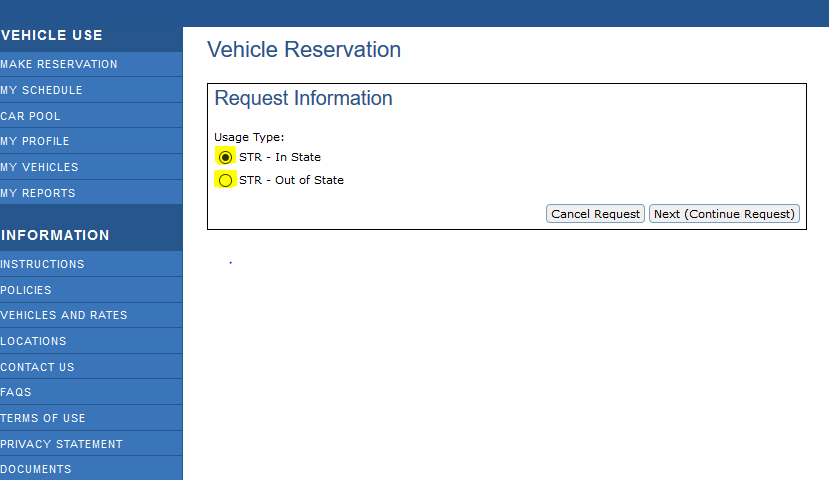 VEHICLE USE
MAKE RESERVATION
MY SCHEDULE
CAR POOL
MY PROFILE
MY VEHICLES
MY REPORTS
INFORMATION
INSTRUCTIONS
POLICIES
VEHICLES AND RATES
LOCATIONS
CONTACT US
FAQS
TERMS OF USE
PRIVACY STATEMENT
DOCUMENTS
Vehicle Reservation
Request Information
Usage Type:
STR - In State
STR - Out of State
Cancel Request Next (Continue Request)